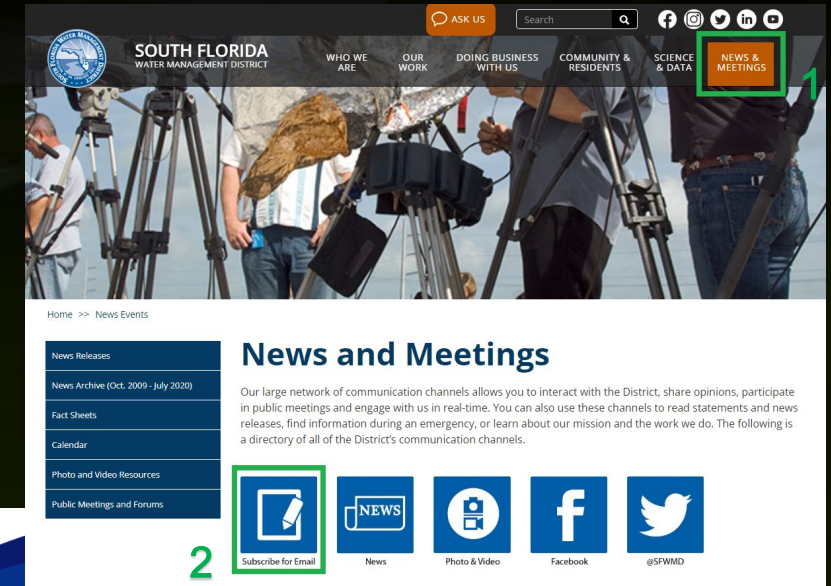 ASK US
Search
SOUTH FLORIDA
WATER MANAGEMENT DISTRICT
WHO WE
ARE
OUR
WORK
DOING BUSINESS
WITH US
COMMUNITY &
RESIDENTS
SCIENCE
& DATA
NEWS &
MEETINGS
1
Home >> News Events
News Releases
News Archive (Oct. 2009 - July 2020)
Fact Sheets
Calendar
Photo and Video Resources
Public Meetings and Forums
News and Meetings
Our large network of communication channels allows you to interact with the District, share opinions, participate
in public meetings and engage with us in real-time. You can also use these channels to read statements and news
releases, find information during an emergency, or learn about our mission and the work we do. The following is
a directory of all of the District's communication channels.
NEWS
2
Subscribe for Email
News
Photo & Video
Facebook
@SFWMD